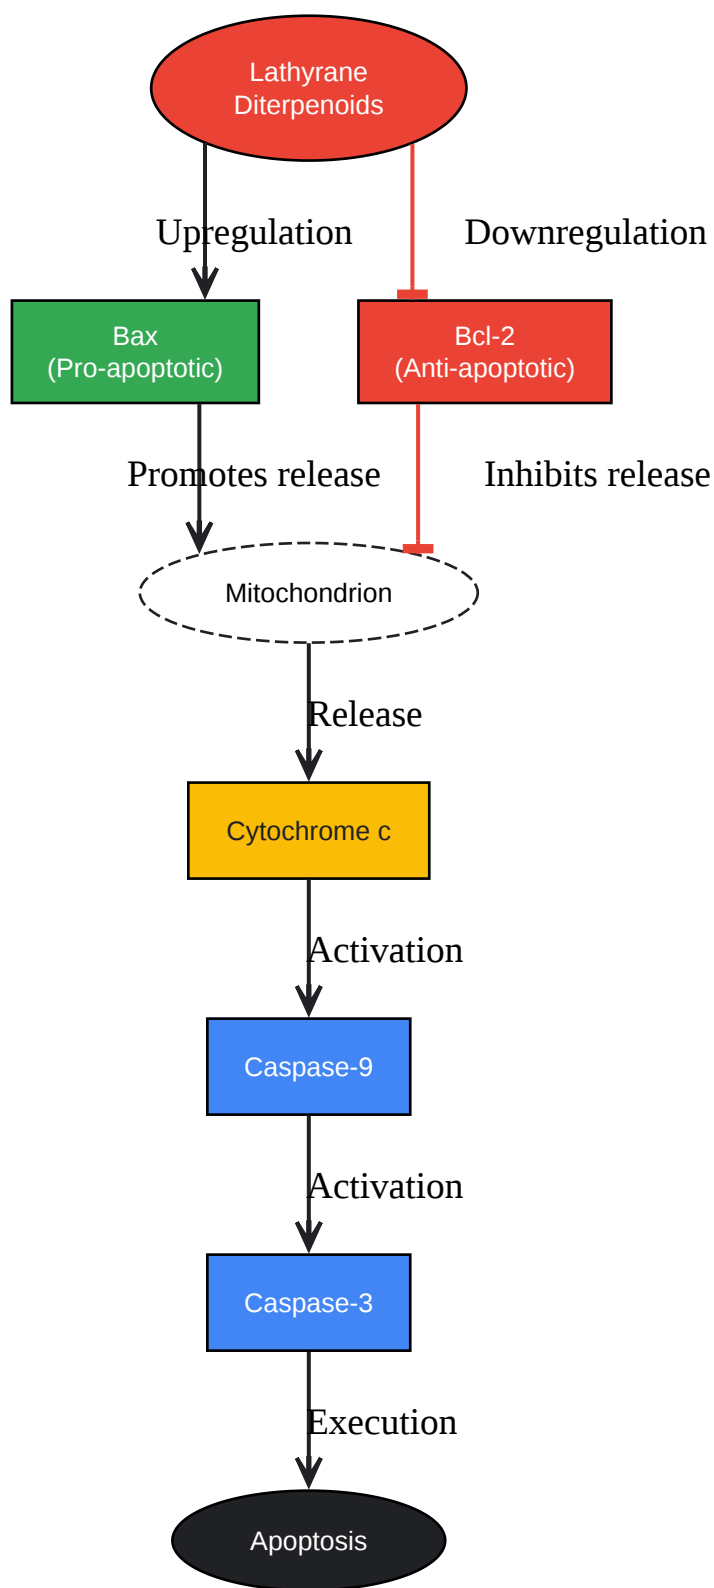 Lathyrane
Diterpenoids
Upregulation
Downregulation
Bax
(Pro-apoptotic)
Bcl-2
(Anti-apoptotic)
Promotes release
Inhibits release
Mitochondrion
Release
Cytochrome c
Activation
Caspase-9
Activation
Caspase-3
Execution
Apoptosis